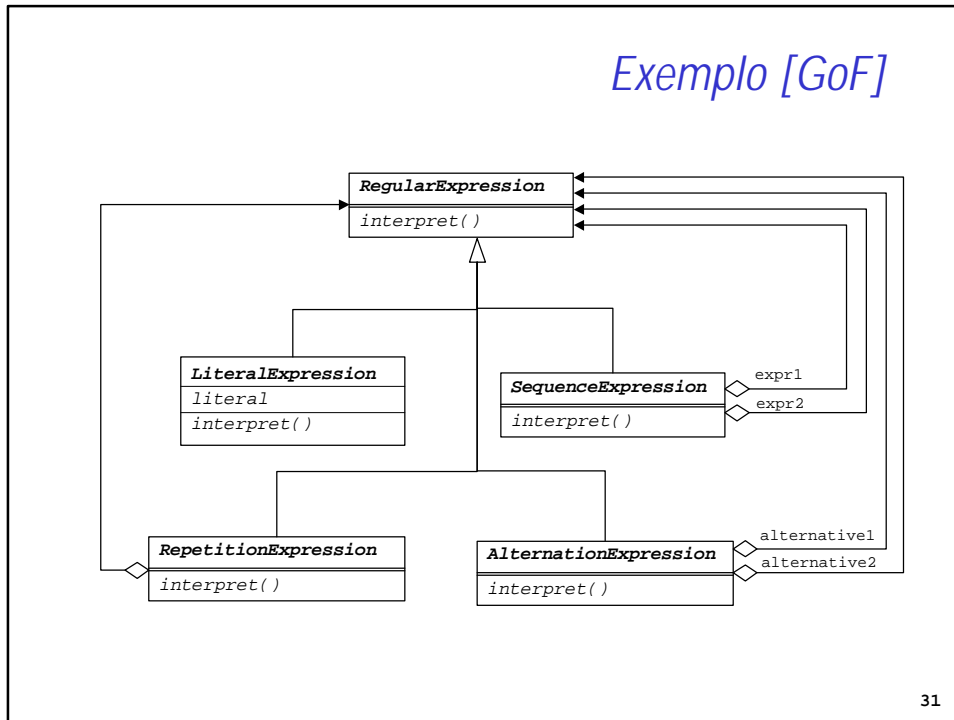 Exemplo [GoF]
RegularExpression
interpret()
LiteralExpression
literal
interpret()
SequenceExpression
interpret()
expr1
expr2
RepetitionExpression
interpret()
AlternationExpression
interpret()
alternative1
alternative2
31